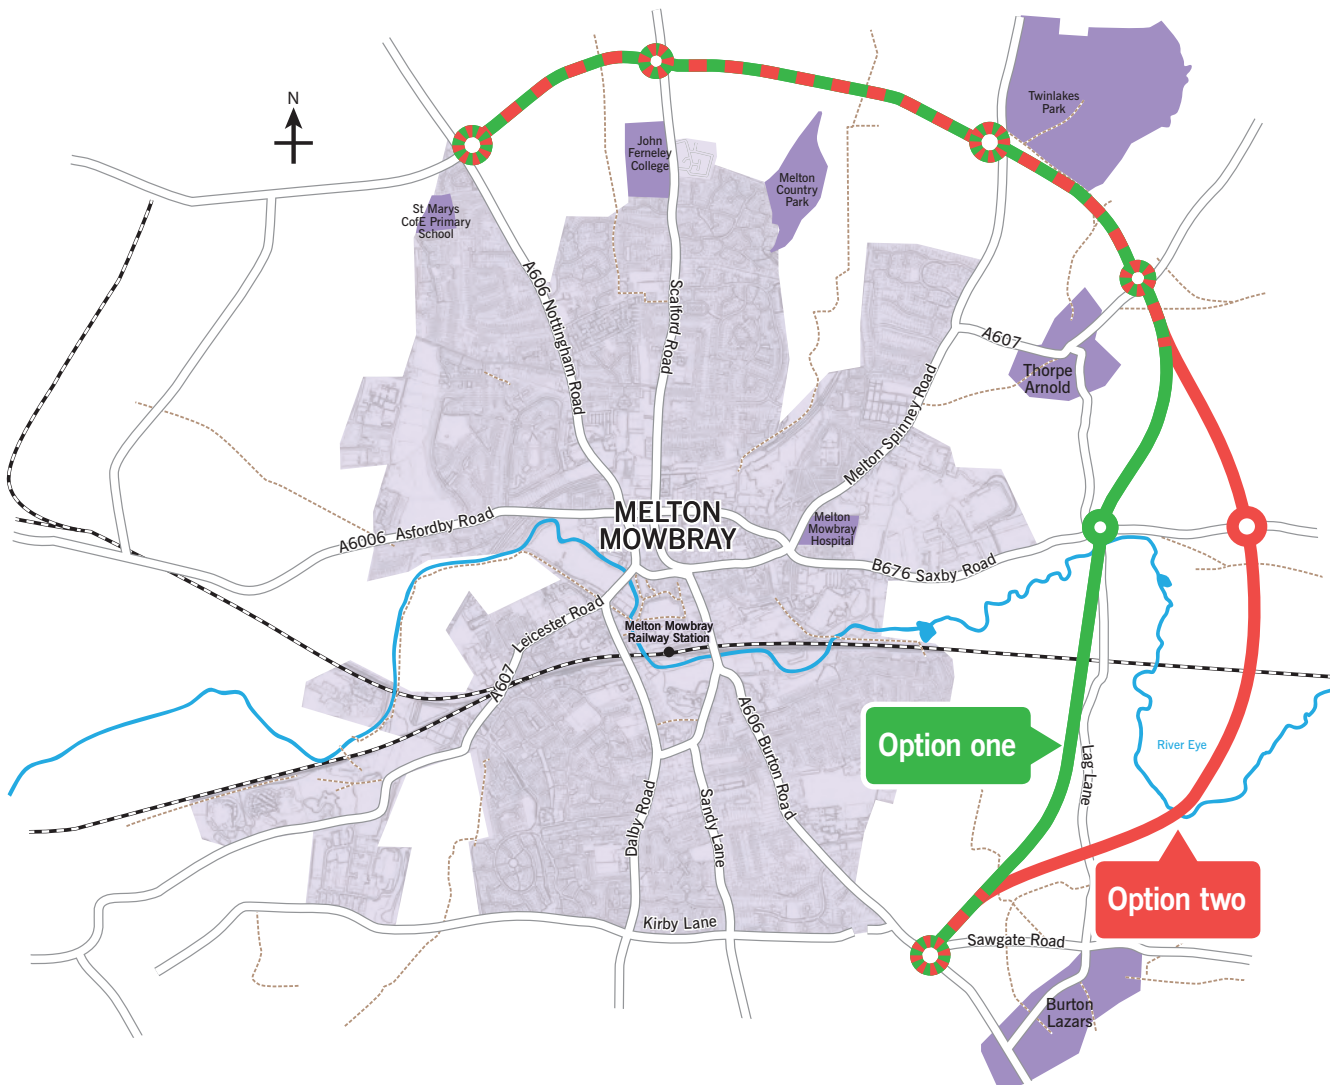 N
Twinlakes
Park
John
Ferneley
College
Melton
Country
Park
St Marys
CofE Primary
School
A606 Nottingham Road
Scalford Road
A607
Thorpe
Arnold
Melton Spinney Road
MELTON
MOWBRAY
A6006 Asfordby Road
Melton
Mowbray
Hospital
B676 Saxby Road
A607 Leicester Road
Melton Mowbray
Railway Station
A606 Burton Road
Option one
River Eye
Lag Lane
Dalby Road
Sandy Lane
Option two
Kirby Lane
Sawgate Road
Burton
Lazars